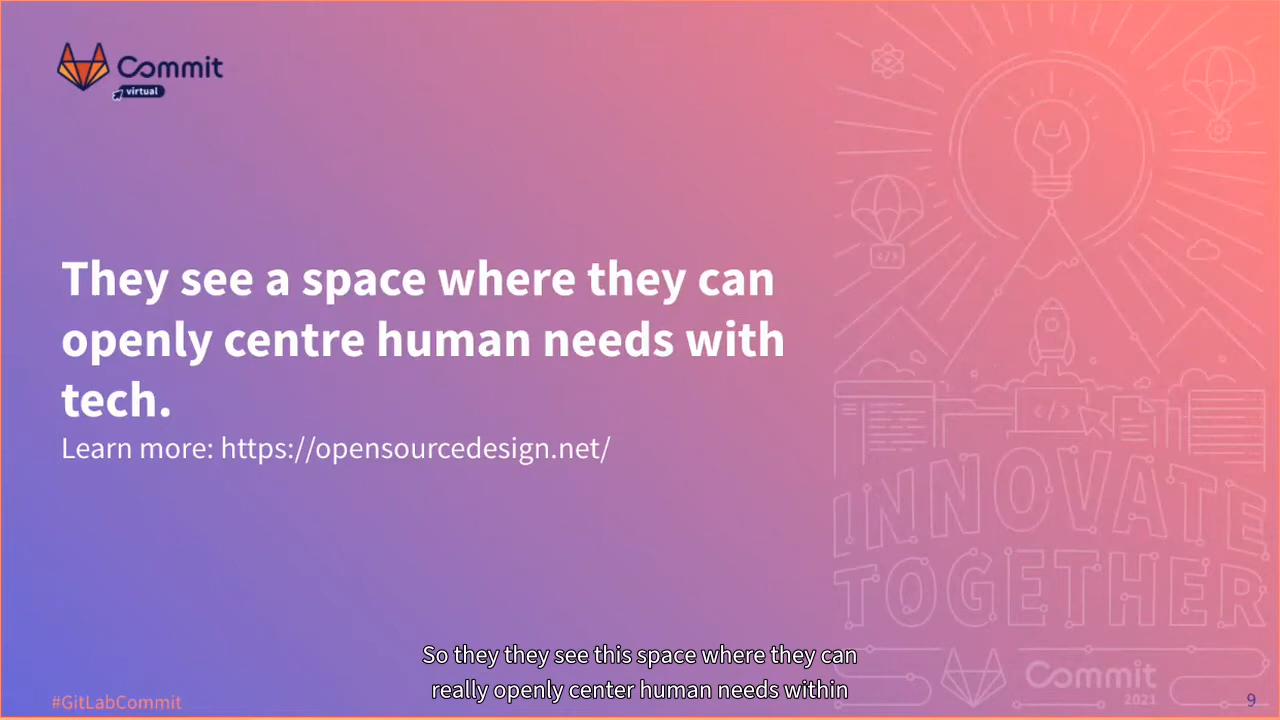 Commit
virtual
They see a space where they can
openly centre human needs with
tech.
Learn more: https://opensourcedesign.net/
</>
</>
INNOVATE
TOGETHER
So they they see this space where they can
really openly center human needs within
Commit
2021
#GitLabCommit
9